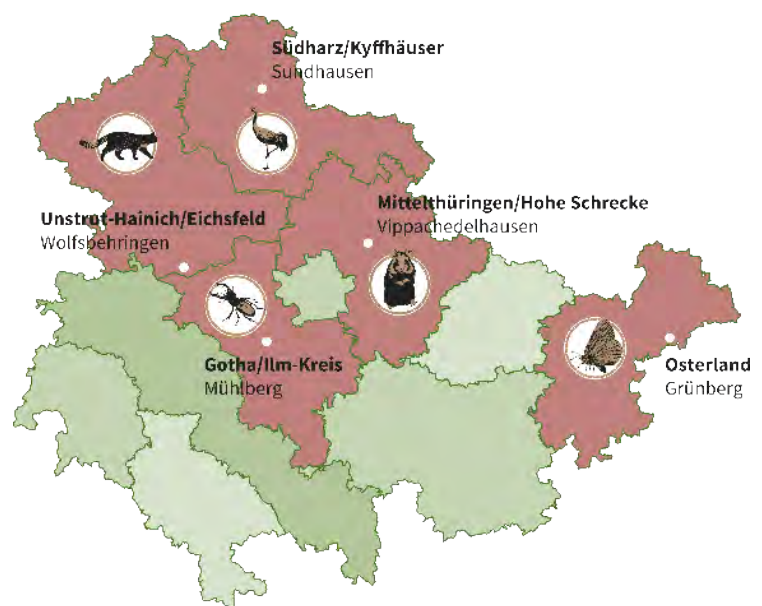 Südharz/Kyffhäuser
Sundhausen
Mittelthüringen/Hohe Schrecke
Vippachedelhausen
Unstrut-Hainich/Eichsfeld
Wolfsbehringen
Gotha/Ilm-Kreis
Mühlberg
Osterland
Grünberg